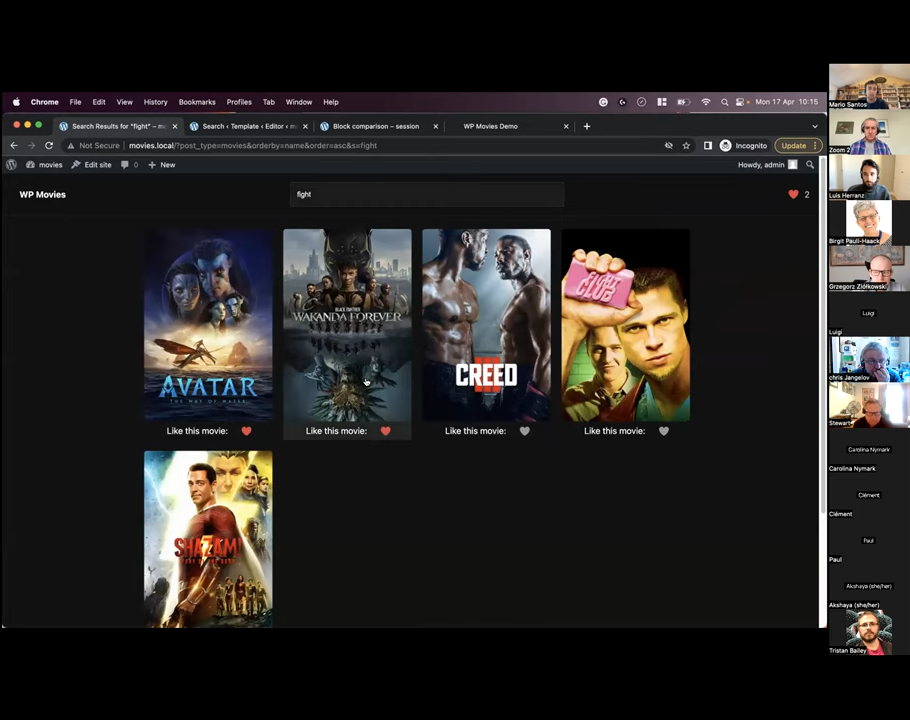 Chrome File Edit View History Bookmarks Profiles Tab Window Help Mon 17 Apr 10:15
Search Results for "fight" – m Search ‹ Template ‹ Editor ‹ m Block comparison – session WP Movies Demo
Not Secure movies.local/?post_type=movies&orderby=name&order=asc&s=fight Incognito Update
movies 0 New Edit site Howdy, admin
WP Movies fight 2
AVATAR
THE WAY OF WATER
BLACK PANTHER
WAKANDA FOREVER
CREED
III
FIGHT CLUB
Like this movie: Like this movie: Like this movie: Like this movie:
SHAZAM!
Mario Santos
Zoom 2
Luis Herranz
Birgit Pauli-Haack
Grzegorz Ziółkowski
Luigi
Luigi
chris Jangelov
Stewart
Carolina Nymark
Carolina Nymark
Clément
Clément
Paul
Paul
Akshaya (she/her)
Akshaya (she/her)
Tristan Bailey